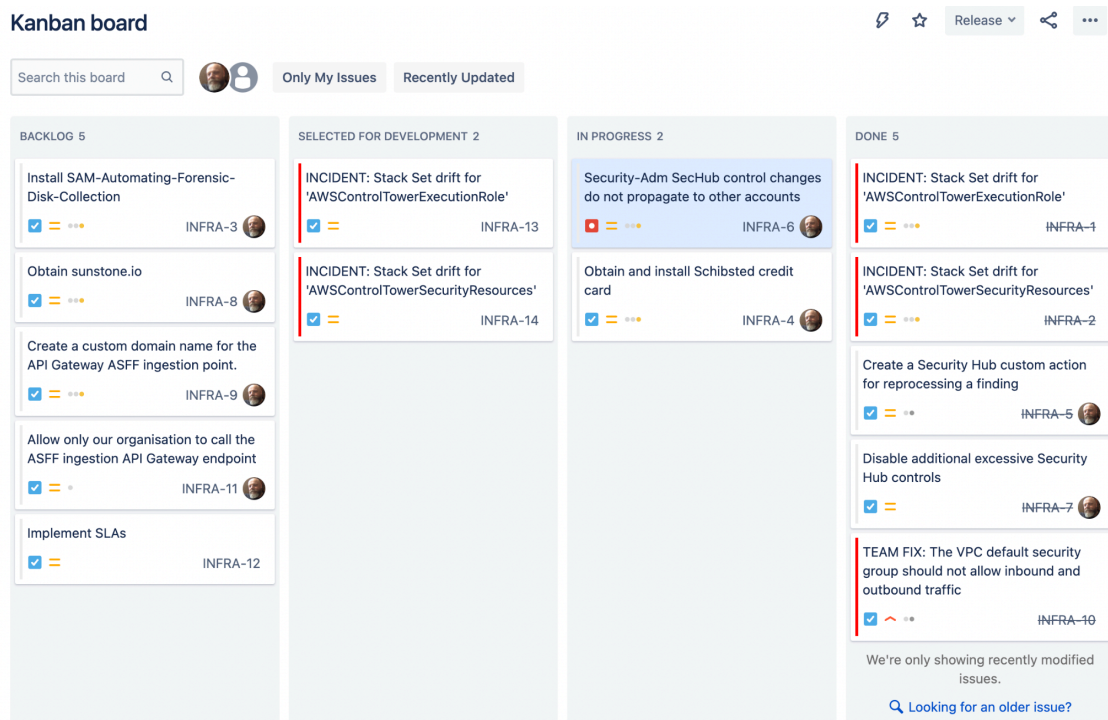 Kanban board
Release
Search this board
Only My Issues
Recently Updated
BACKLOG 5
Install SAM-Automating-Forensic-
Disk-Collection
INFRA-3
Obtain sunstone.io
INFRA-8
Create a custom domain name for the
API Gateway ASFF ingestion point.
INFRA-9
Allow only our organisation to call the
ASFF ingestion API Gateway endpoint
INFRA-11
Implement SLAs
INFRA-12
SELECTED FOR DEVELOPMENT 2
INCIDENT: Stack Set drift for
'AWSControlTowerExecutionRole'
INFRA-13
INCIDENT: Stack Set drift for
'AWSControlTowerSecurityResources'
INFRA-14
IN PROGRESS 2
Security-Adm SecHub control changes
do not propagate to other accounts
INFRA-6
Obtain and install Schibsted credit
card
INFRA-4
DONE 5
INCIDENT: Stack Set drift for
'AWSControlTowerExecutionRole'
INFRA-1
INCIDENT: Stack Set drift for
'AWSControlTowerSecurityResources'
INFRA-2
Create a Security Hub custom action
for reprocessing a finding
INFRA-5
Disable additional excessive Security
Hub controls
INFRA-7
TEAM FIX: The VPC default security
group should not allow inbound and
outbound traffic
INFRA-10
We're only showing recently modified
issues.
Looking for an older issue?